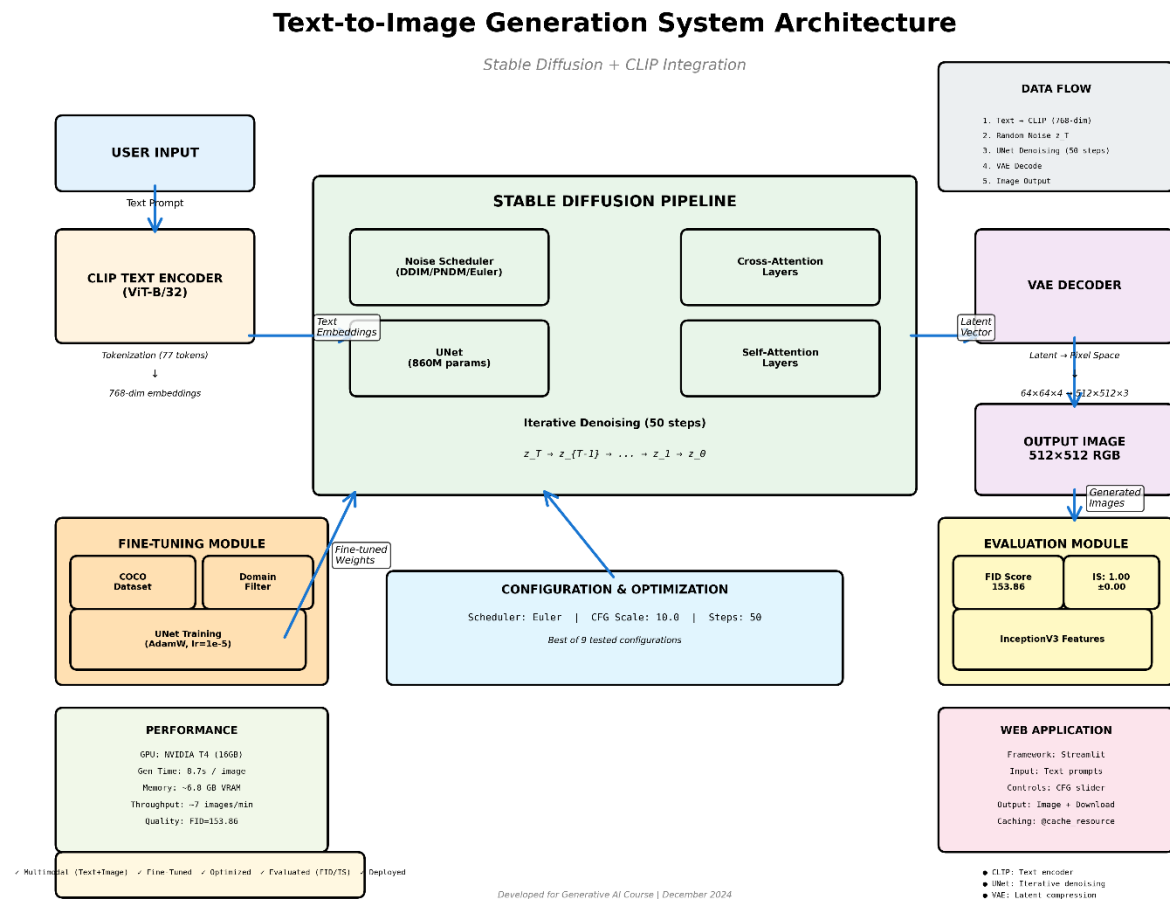 Text-to-Image Generation System Architecture
Stable Diffusion + CLIP Integration
DATA FLOW
1. Text → CLIP (768-dim)
2. Random Noise z_T
3. UNet Denoising (50 steps)
4. VAE Decode
5. Image Output
USER INPUT
Text Prompt
CLIP TEXT ENCODER
(ViT-B/32)
Tokenization (77 tokens)
↓
768-dim embeddings
Text
Embeddings
STABLE DIFFUSION PIPELINE
Noise Scheduler
(DDIM/PNDM/Euler)
Cross-Attention
Layers
UNet
(860M params)
Self-Attention
Layers
Iterative Denoising (50 steps)
z_T → z_{T-1} → ... → z_1 → z_0
Latent
Vector
VAE DECODER
Latent → Pixel Space
↓
64×64×4 → 512×512×3
OUTPUT IMAGE
512×512 RGB
Generated
Images
FINE-TUNING MODULE
COCO
Dataset
Domain
Filter
UNet Training
(AdamW, lr=1e-5)
Fine-tuned
Weights
CONFIGURATION & OPTIMIZATION
Scheduler: Euler | CFG Scale: 10.0 | Steps: 50
Best of 9 tested configurations
EVALUATION MODULE
FID Score
153.86
IS: 1.00
±0.00
InceptionV3 Features
PERFORMANCE
GPU: NVIDIA T4 (16GB)
Gen Time: 8.7s / image
Memory: ~6.8 GB VRAM
Throughput: ~7 images/min
Quality: FID=153.86
WEB APPLICATION
Framework: Streamlit
Input: Text prompts
Controls: CFG slider
Output: Image + Download
Caching: @cache_resource
✓ Multimodal (Text+Image) ✓ Fine-Tuned ✓ Optimized ✓ Evaluated (FID/IS) ✓ Deployed
● CLIP: Text encoder
● UNet: Iterative denoising
● VAE: Latent compression
Developed for Generative AI Course | December 2024